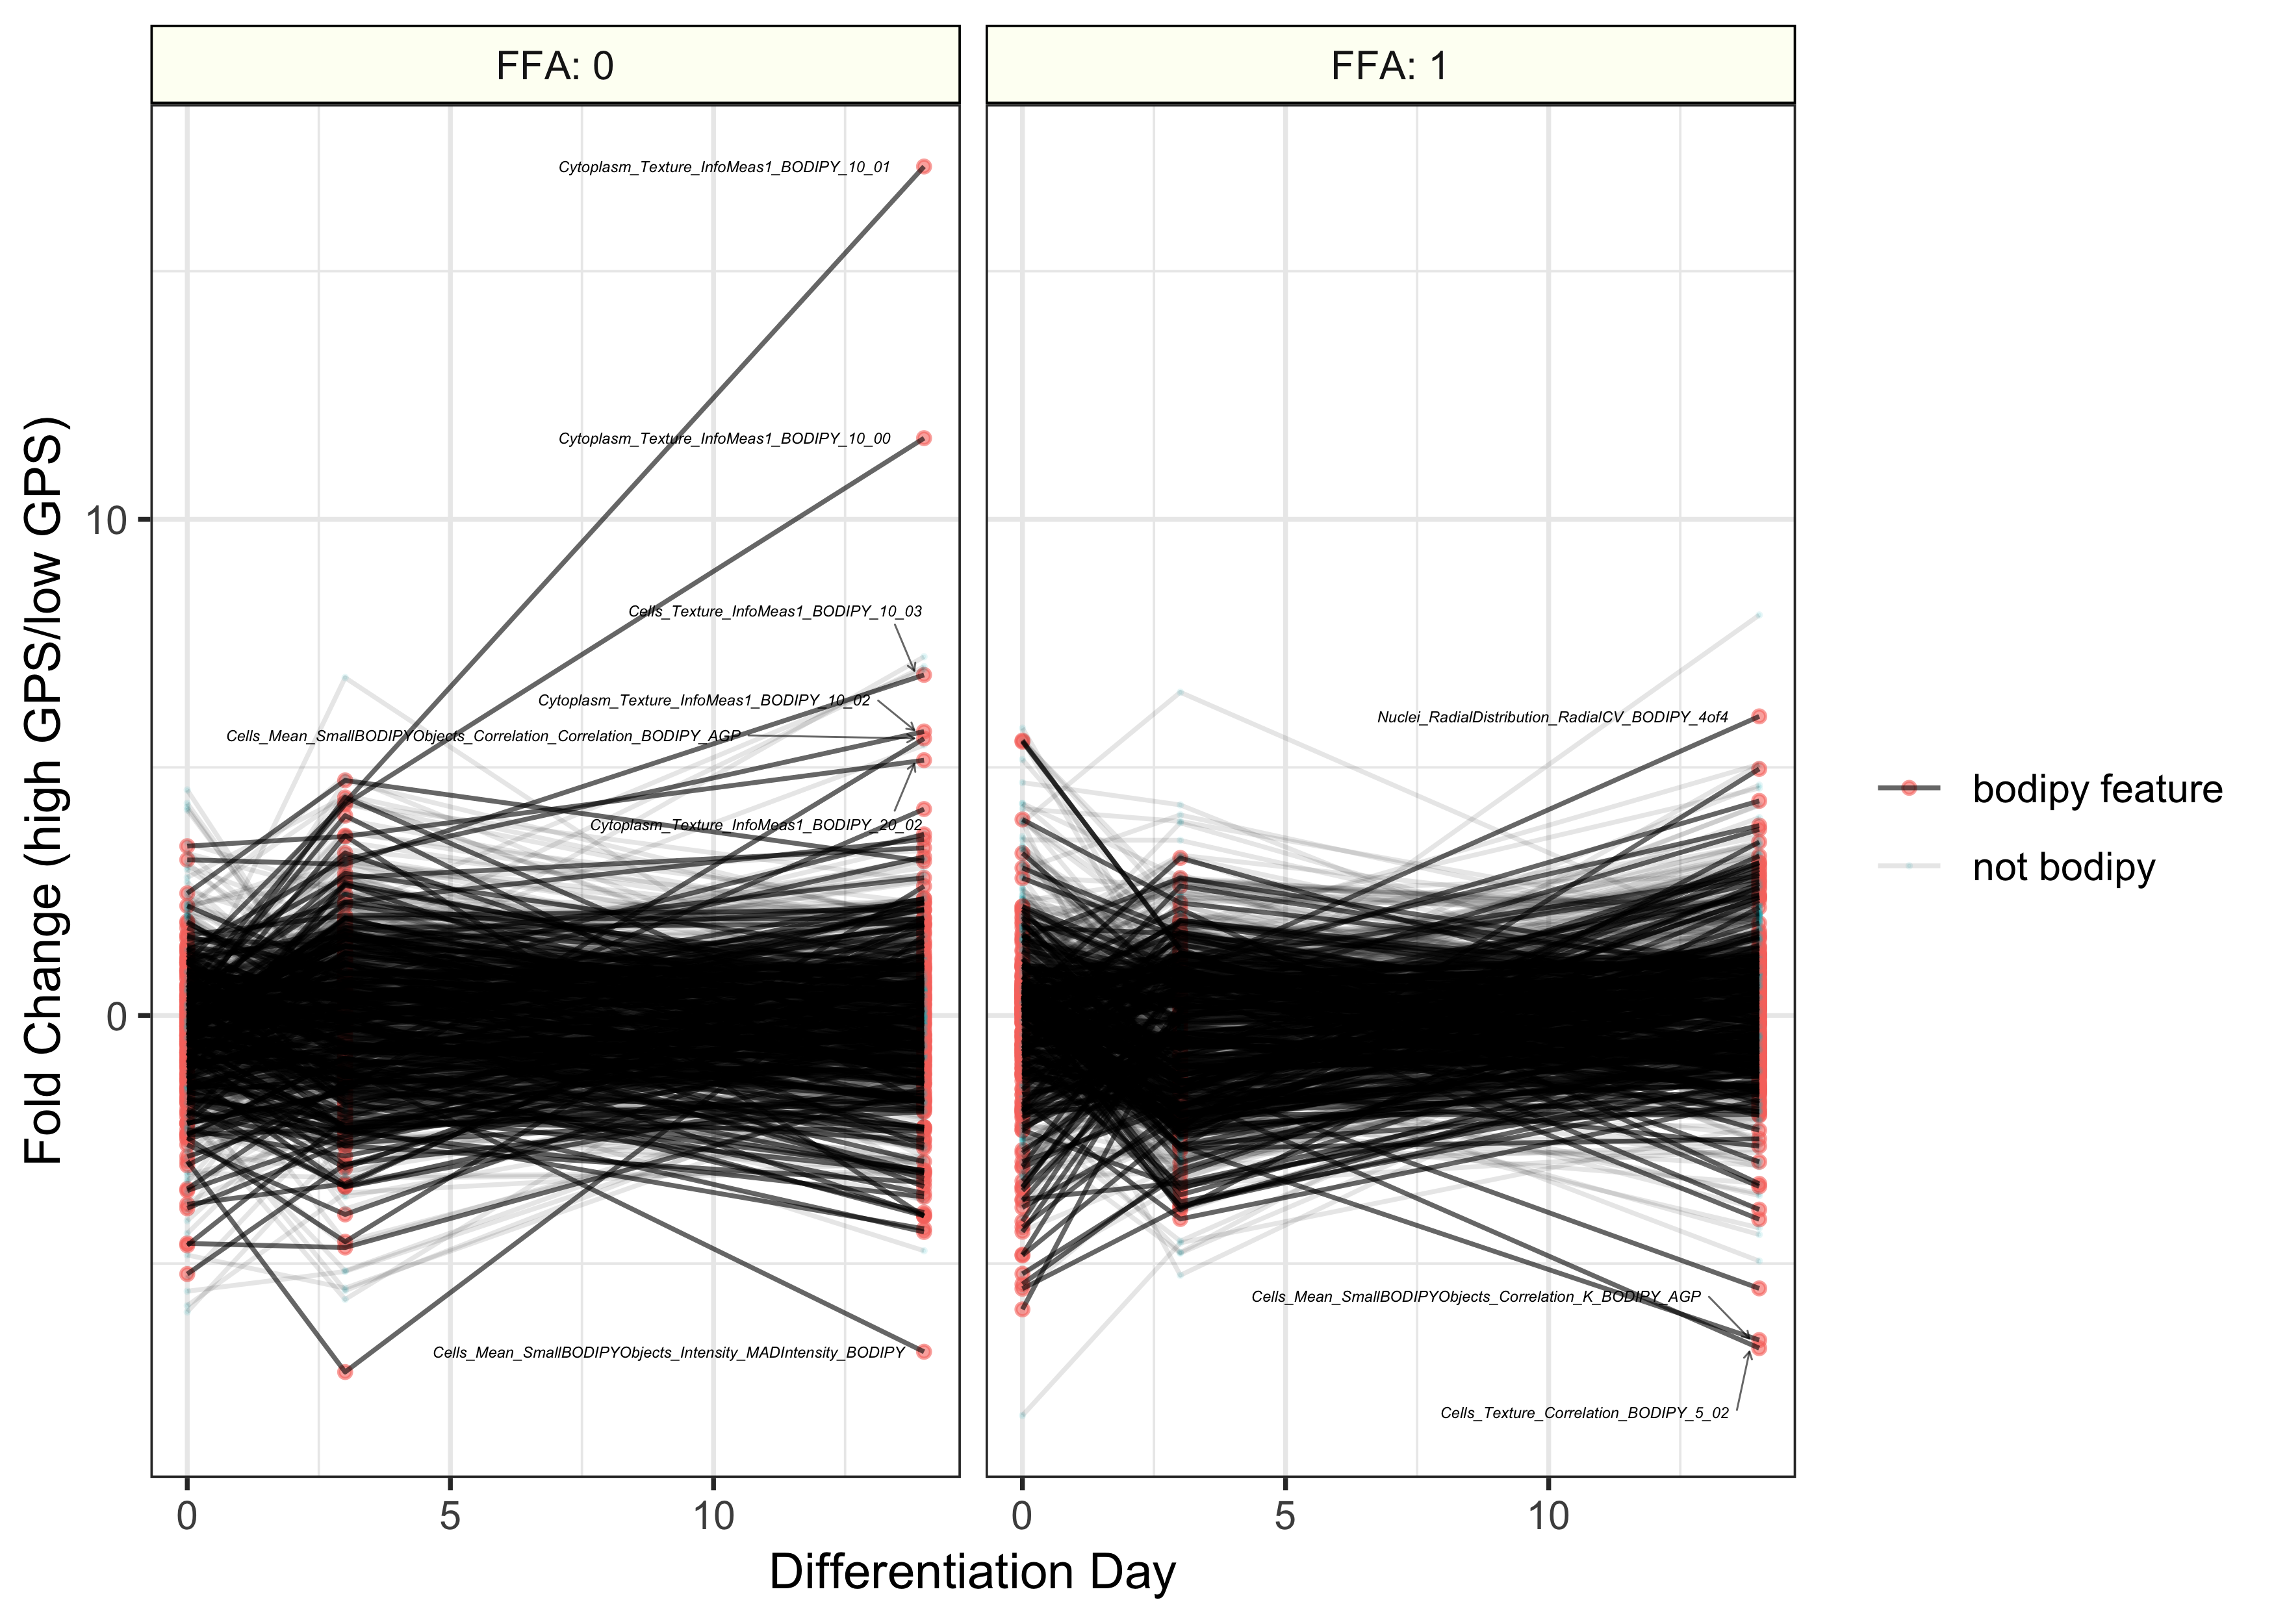 FFA: 0
FFA: 1
Fold Change (high GPS/low GPS)
10
0
Cytoplasm_Texture_InfoMeas1_BODIPY_10_01
Cytoplasm_Texture_InfoMeas1_BODIPY_10_00
Cells_Texture_InfoMeas1_BODIPY_10_03
Cytoplasm_Texture_InfoMeas1_BODIPY_10_02
Cells_Mean_SmallBODIPYObjects_Correlation_Correlation_BODIPY_AGP
Cytoplasm_Texture_InfoMeas1_BODIPY_20_02
Cells_Mean_SmallBODIPYObjects_Intensity_MADIntensity_BODIPY
Nuclei_RadialDistribution_RadialCV_BODIPY_4of4
Cells_Mean_SmallBODIPYObjects_Correlation_K_BODIPY_AGP
Cells_Texture_Correlation_BODIPY_5_02
bodipy feature
not bodipy
0 5 10
0 5 10
Differentiation Day